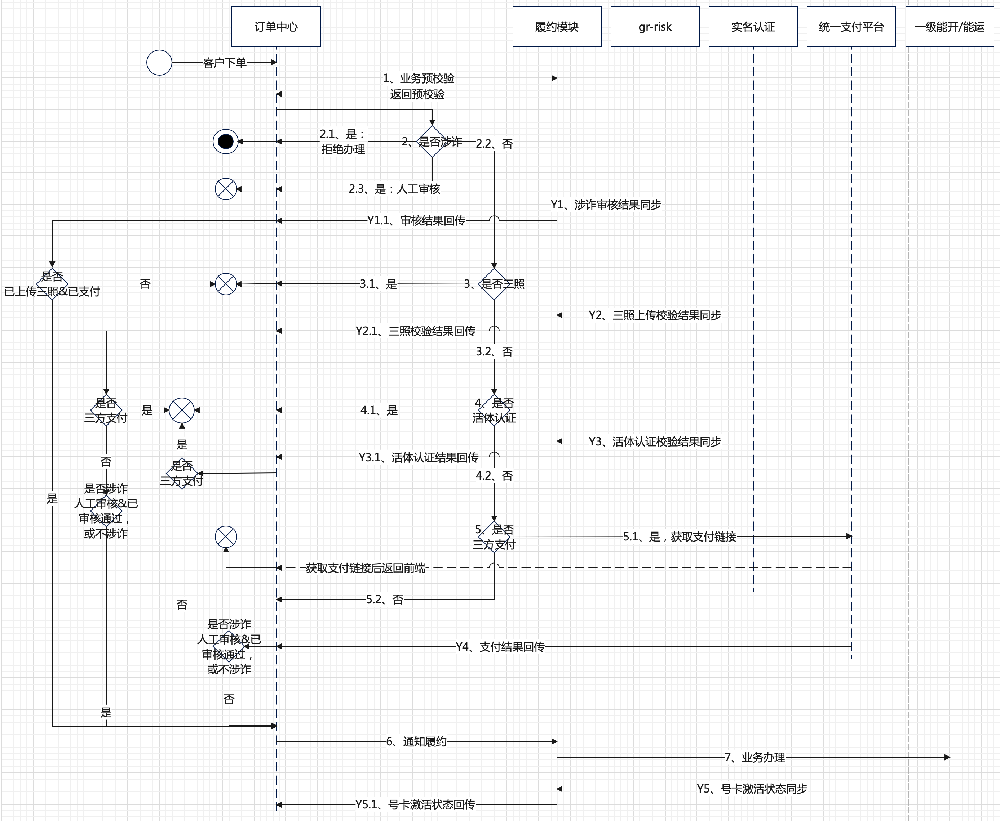 订单中心
履约模块
gr-risk
实名认证
统一支付平台
一级能开/能运
客户下单
1、业务预校验
返回预校验
2.1、是：
拒绝办理
2、是否涉诈
2.2、否
2.3、是：人工审核
Y1、涉诈审核结果同步
Y1.1、审核结果回传
是否
已上传三照&已支付
否
3.1、是
3、是否三照
Y2、三照上传校验结果同步
Y2.1、三照校验结果回传
3.2、否
是否
三方支付
是
4.1、是
4、是否
活体认证
是
Y3、活体认证校验结果同步
Y3.1、活体认证结果回传
否
是否
三方支付
4.2、否
是
是否涉诈
人工审核&已
审核通过，
或不涉诈
5、是否
三方支付
5.1、是，获取支付链接
获取支付链接后返回前端
否
5.2、否
是否涉诈
人工审核&已
审核通过，
或不涉诈
Y4、支付结果回传
否
是
6、通知履约
7、业务办理
Y5、号卡激活状态同步
Y5.1、号卡激活状态回传